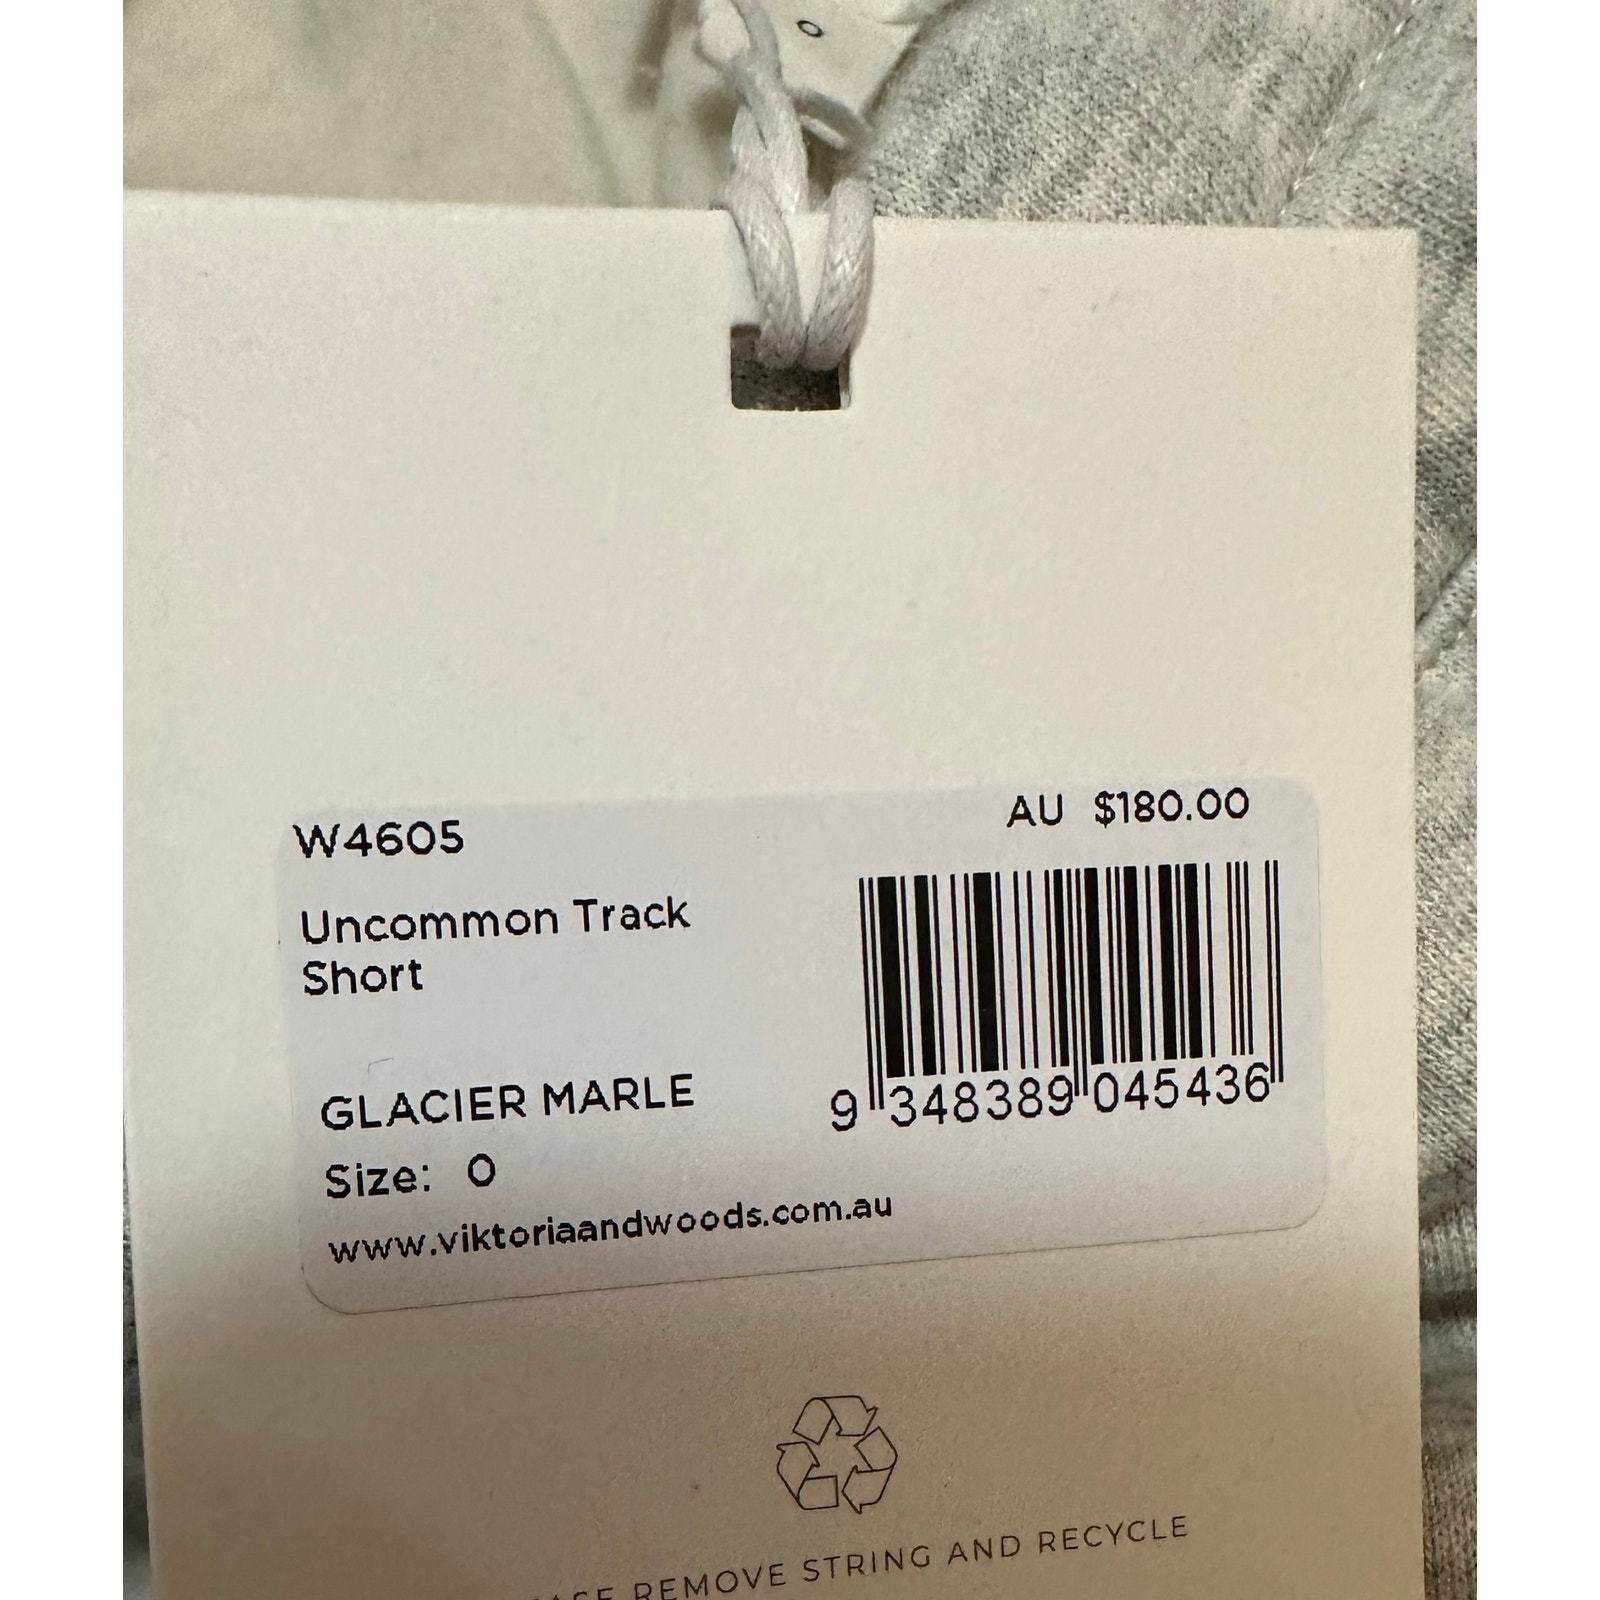 W4605
AU $180.00
Uncommon Track
Short
GLACIER MARLE
Size: 0
www.viktoriaandwoods.com.au
9 348389 045436
REMOVE STRING AND RECYCLE